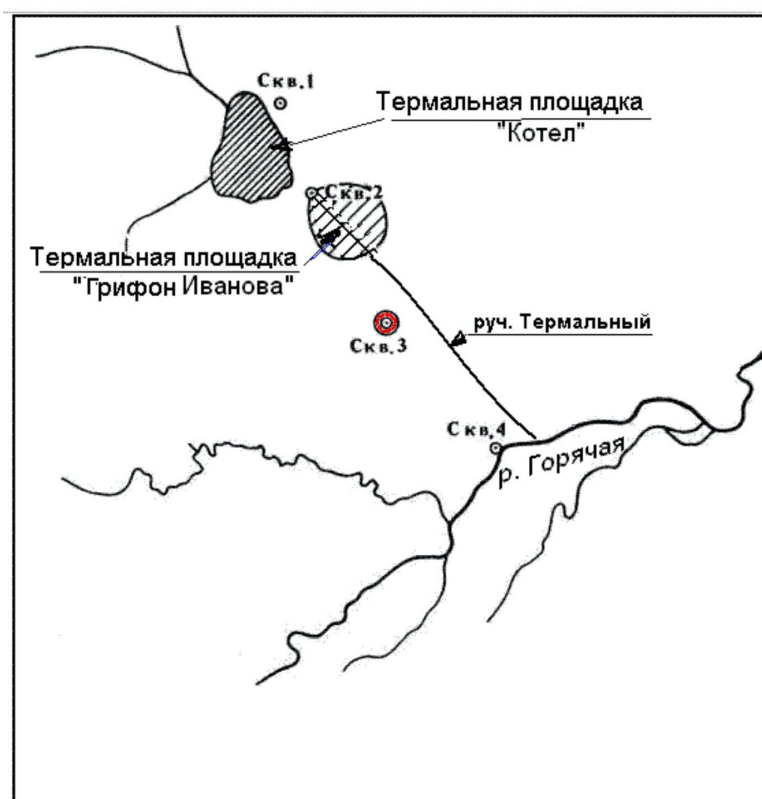 Скв.1
Термальная площадка
"Котел"
Скв.2
Термальная площадка
"Грифон Иванова"
руч. Термальный
Скв.3
Скв.4
р. Горячая